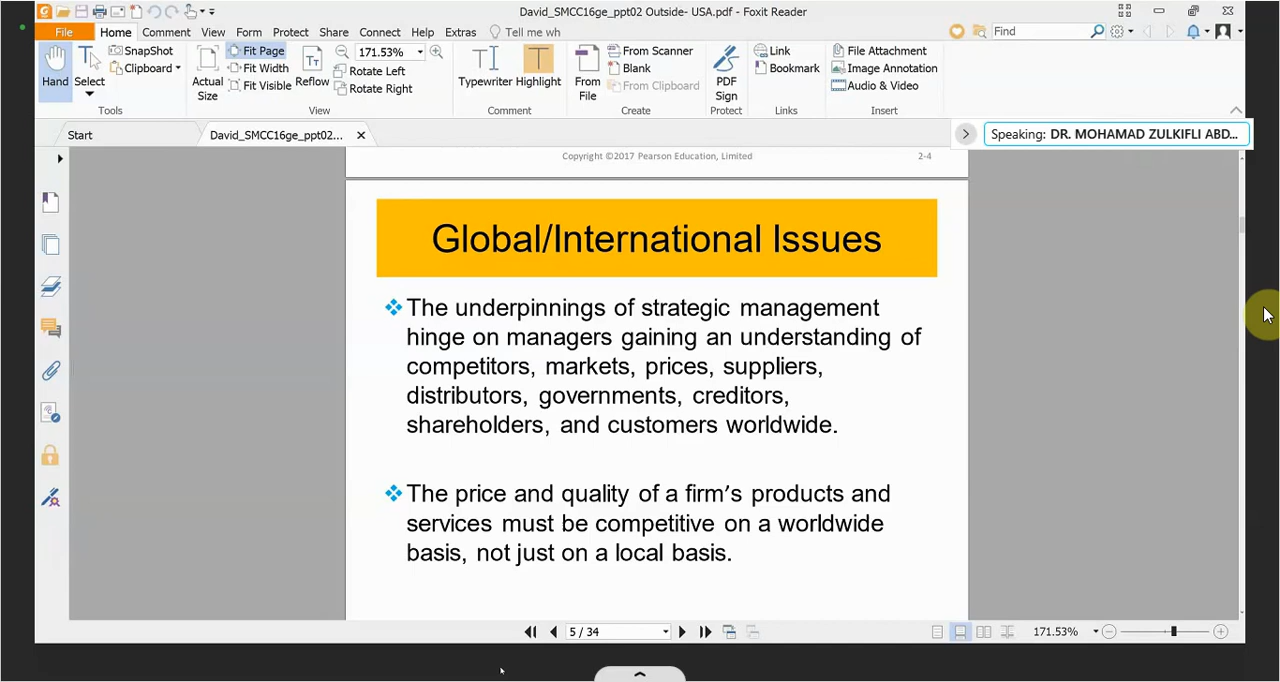 David_SMCC16ge_ppt02 Outside- USA.pdf - Foxit Reader
File Home Comment View Form Protect Share Connect Help Extras Tell me wh Find
SnapShot Fit Page 171.53% From Scanner Link File Attachment
Clipboard Fit Width Rotate Left Blank Bookmark Image Annotation
Hand Select Actual Size Fit Visible Reflow Rotate Right Typewriter Highlight From File From Clipboard PDF Sign Audio & Video
Tools View Comment Create Protect Links Insert
Start David_SMCC16ge_ppt02... Speaking: DR. MOHAMAD ZULKIFLI ABD...
Copyright ©2017 Pearson Education, Limited 2-4
Global/International Issues
The underpinnings of strategic management
hinge on managers gaining an understanding of
competitors, markets, prices, suppliers,
distributors, governments, creditors,
shareholders, and customers worldwide.
The price and quality of a firm’s products and
services must be competitive on a worldwide
basis, not just on a local basis.
5 / 34 171.53%